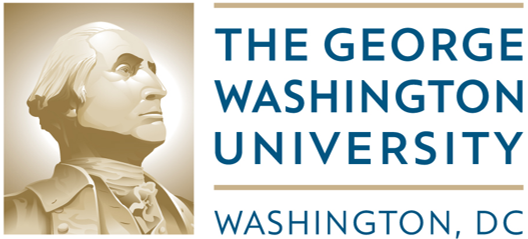 THE GEORGE
WASHINGTON
UNIVERSITY
WASHINGTON, DC